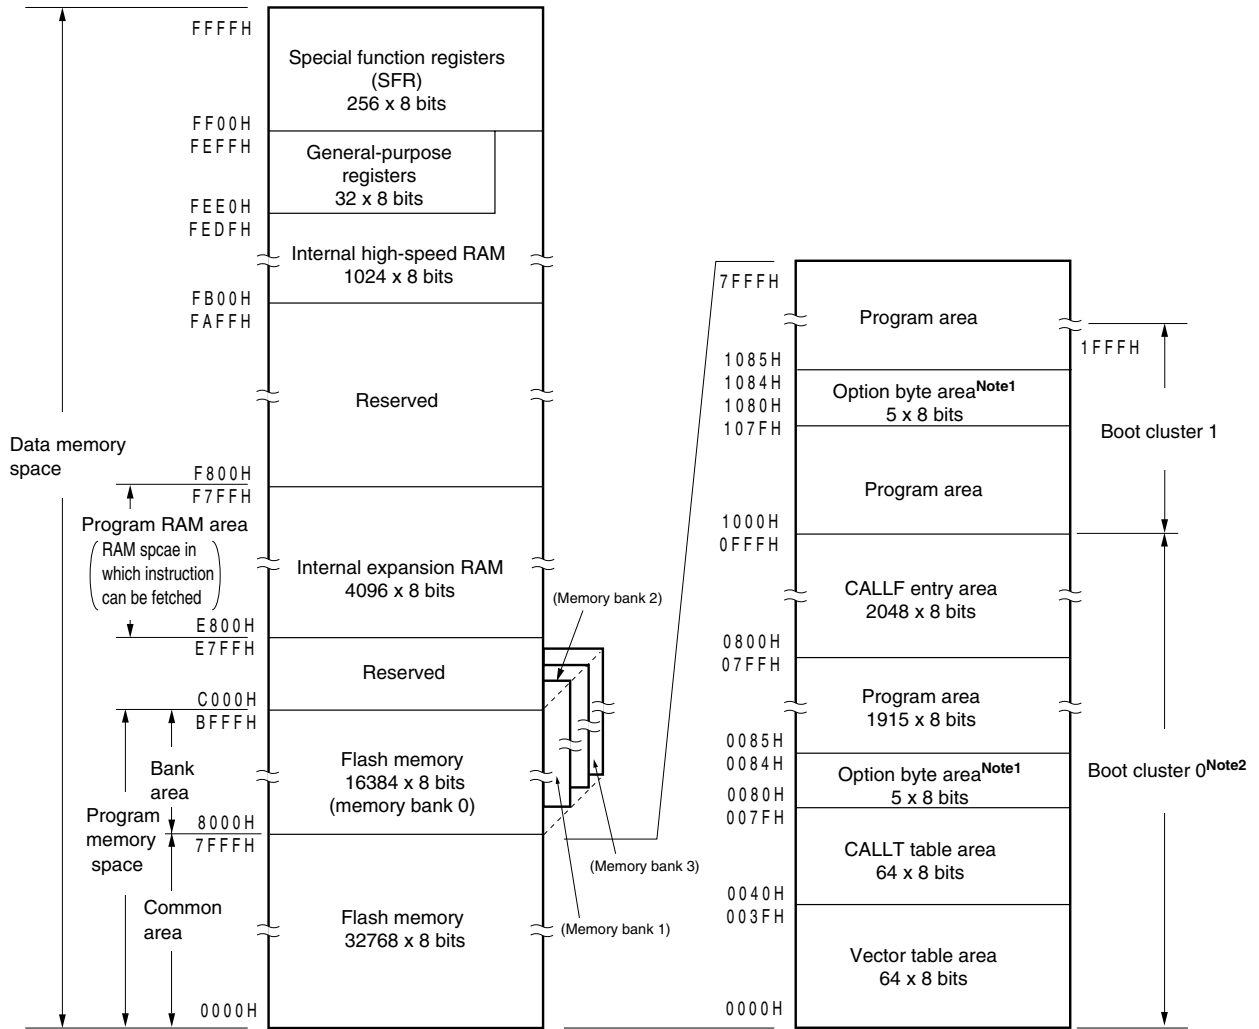 FFFFH
Special function registers
(SFR)
256 x 8 bits
FF00H
FEFFH
General-purpose
registers
32 x 8 bits
FEE0H
FEDFH
Internal high-speed RAM
1024 x 8 bits
FB00H
FAFFH
Reserved
Data memory
space
F800H
F7FFH
Program RAM area
RAM spcae in
which instruction
can be fetched
Internal expansion RAM
4096 x 8 bits
E800H
E7FFH
Reserved
C000H
BFFFH
Bank
area
Flash memory
16384 x 8 bits
(memory bank 0)
Program
memory
space
8000H
7FFFH
Common
area
Flash memory
32768 x 8 bits
0000H
(Memory bank 2)
(Memory bank 3)
(Memory bank 1)
7FFFH
Program area
1FFFH
1085H
1084H
Option byte areaNote1
5 x 8 bits
1080H
107FH
Boot cluster 1
Program area
1000H
0FFFH
CALLF entry area
2048 x 8 bits
0800H
07FFH
Program area
1915 x 8 bits
0085H
0084H
Option byte areaNote1
5 x 8 bits
Boot cluster 0Note2
0080H
007FH
CALLT table area
64 x 8 bits
0040H
003FH
Vector table area
64 x 8 bits
0000H